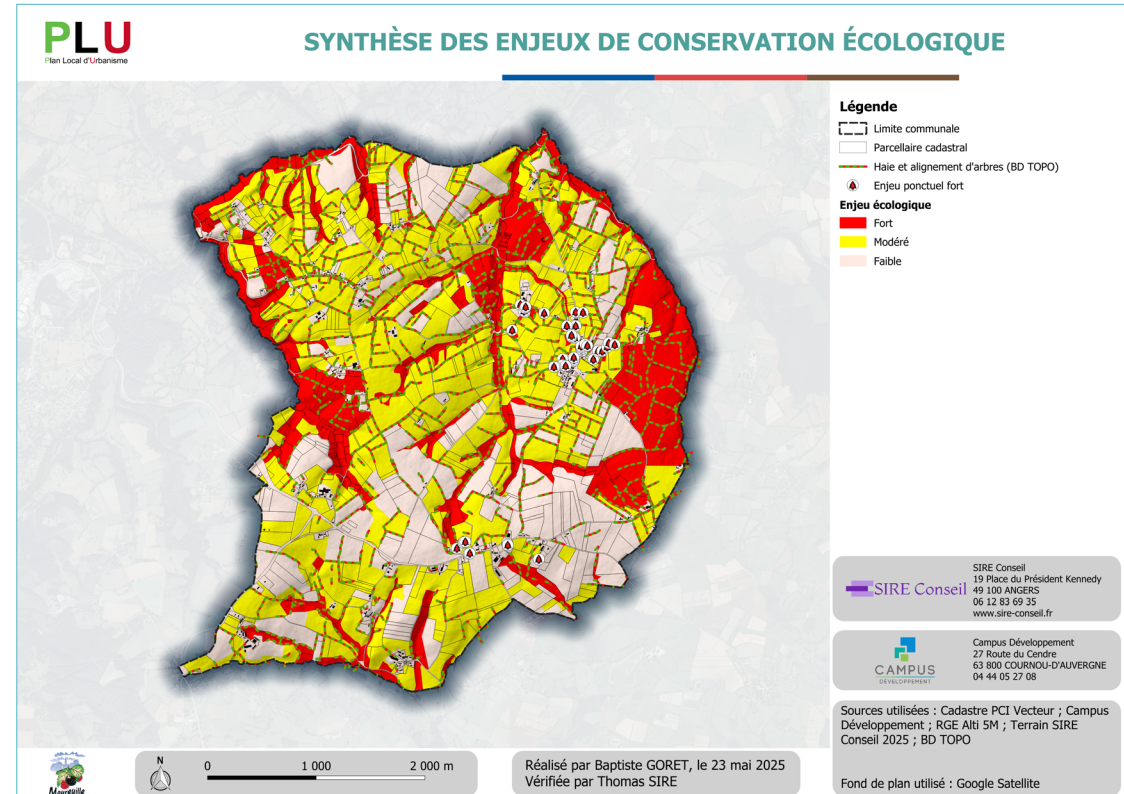 PLU
Plan Local d'Urbanisme
SYNTHÈSE DES ENJEUX DE CONSERVATION ÉCOLOGIQUE
Légende
Limite communale
Parcellaire cadastral
Haie et alignement d'arbres (BD TOPO)
Enjeu ponctuel fort
Enjeu écologique
Fort
Modéré
Faible
SIRE Conseil
SIRE Conseil
19 Place du Président Kennedy
49 100 ANGERS
06 12 83 69 35
www.sire-conseil.fr
CAMPUS
DÉVELOPPEMENT
Campus Développement
27 Route du Cendre
63 800 COURNOU-D'AUVERGNE
04 44 05 27 08
Sources utilisées : Cadastre PCI Vecteur ; Campus
Développement ; RGE Alti 5M ; Terrain SIRE
Conseil 2025 ; BD TOPO
Fond de plan utilisé : Google Satellite
Moureuille
N
0 1 000 2 000 m
Réalisé par Baptiste GORET, le 23 mai 2025
Vérifiée par Thomas SIRE